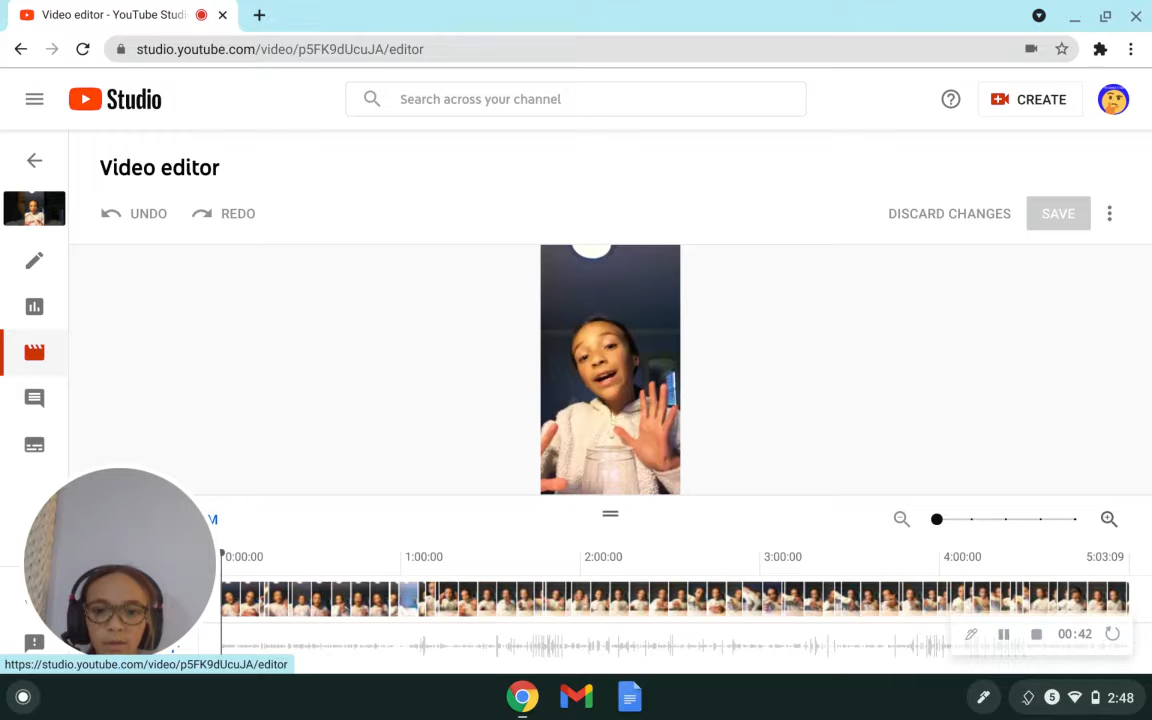 Video editor - YouTube Studi
studio.youtube.com/video/p5FK9dUcuJA/editor
Studio
Search across your channel
CREATE
Video editor
UNDO
REDO
DISCARD CHANGES
SAVE
M
0:00:00
1:00:00
2:00:00
3:00:00
4:00:00
5:03:09
00:42
https://studio.youtube.com/video/p5FK9dUcuJA/editor
5
2:48